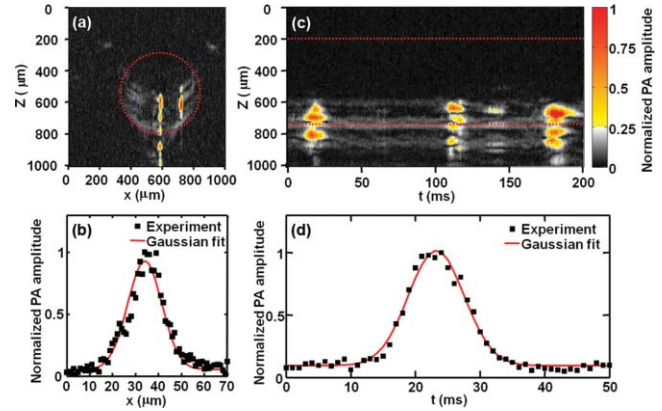 (a)
0
200
400
600
800
1000
Z (μm)
0 200 400 600 800 1000
x (μm)
(c)
0
200
400
600
800
1000
Z (μm)
0 50 100 150 200
t (ms)
1
0.75
0.5
0.25
0
Normalized PA amplitude
(b)
Experiment
Gaussian fit
1
0.5
0
Normalized PA amplitude
0 10 20 30 40 50 60 70
x (μm)
(d)
Experiment
Gaussian fit
1
0.5
0
Normalized PA amplitude
0 10 20 30 40 50
t (ms)